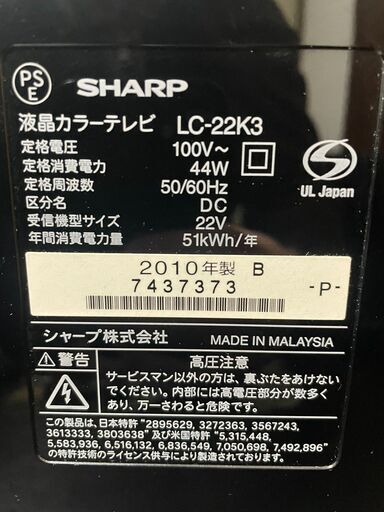 PS
E
SHARP
液晶カラーテレビ LC-22K3
定格電圧 100V～
定格消費電力 44W
定格周波数 50/60Hz
区分名 DC
受信機型サイズ 22V
年間消費電力量 51kWh/年
S
UL Japan
2010年製 B
7437373
-P-
シャープ株式会社 MADE IN MALAYSIA
⚠警告 高圧注意
サービスマン以外の方は、裏ぶたをあけないで
ください。内部には高電圧部分が数多く
あり、万一さわると危険です。
この製品は、日本特許 "2895629, 3272363, 3567243,
3613333, 3803638" 及び米国特許 "5,315,448,
5,583,936, 6,516,132, 6,836,549, 7,050,698, 7,492,896"
の特許技術のライセンス供与により製造されています。